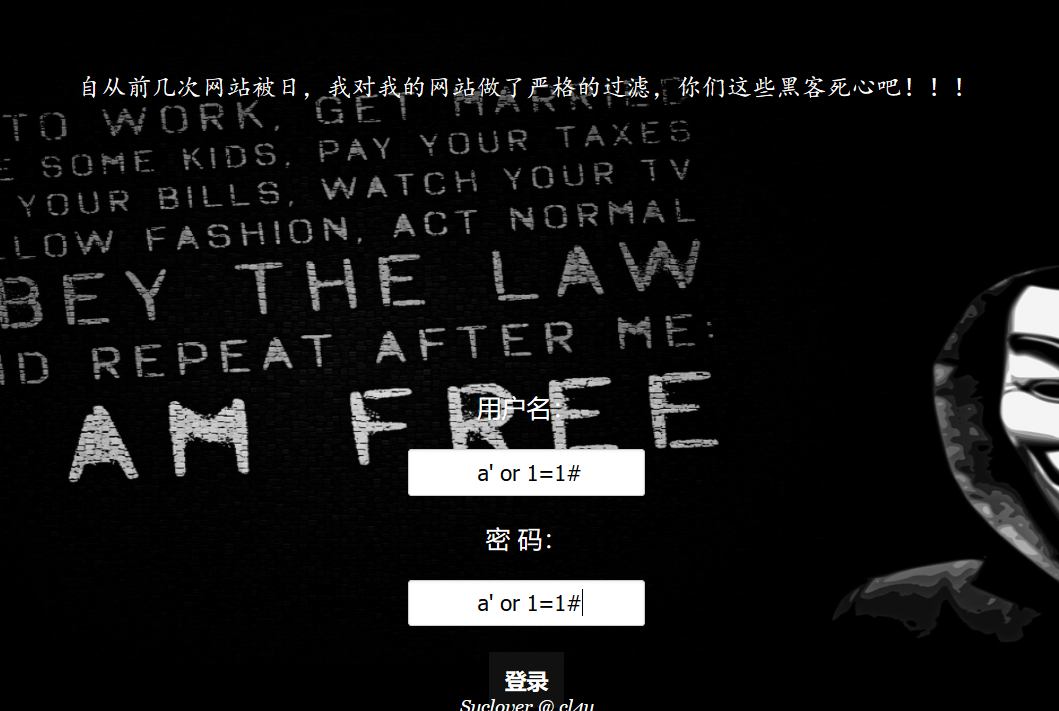 自从前几次网站被日，我对我的网站做了严格的过滤，你们这些黑客死心吧！！！
TO WORK, GET MARRIED
E SOME KIDS, PAY YOUR TAXES
YOUR BILLS, WATCH YOUR TV
LLOW FASHION, ACT NORMAL
BEY THE LAW
ND REPEAT AFTER ME:
AM FREE
用户名：
a' or 1=1#
密 码：
a' or 1=1#
登录
Syclover @ cl4y